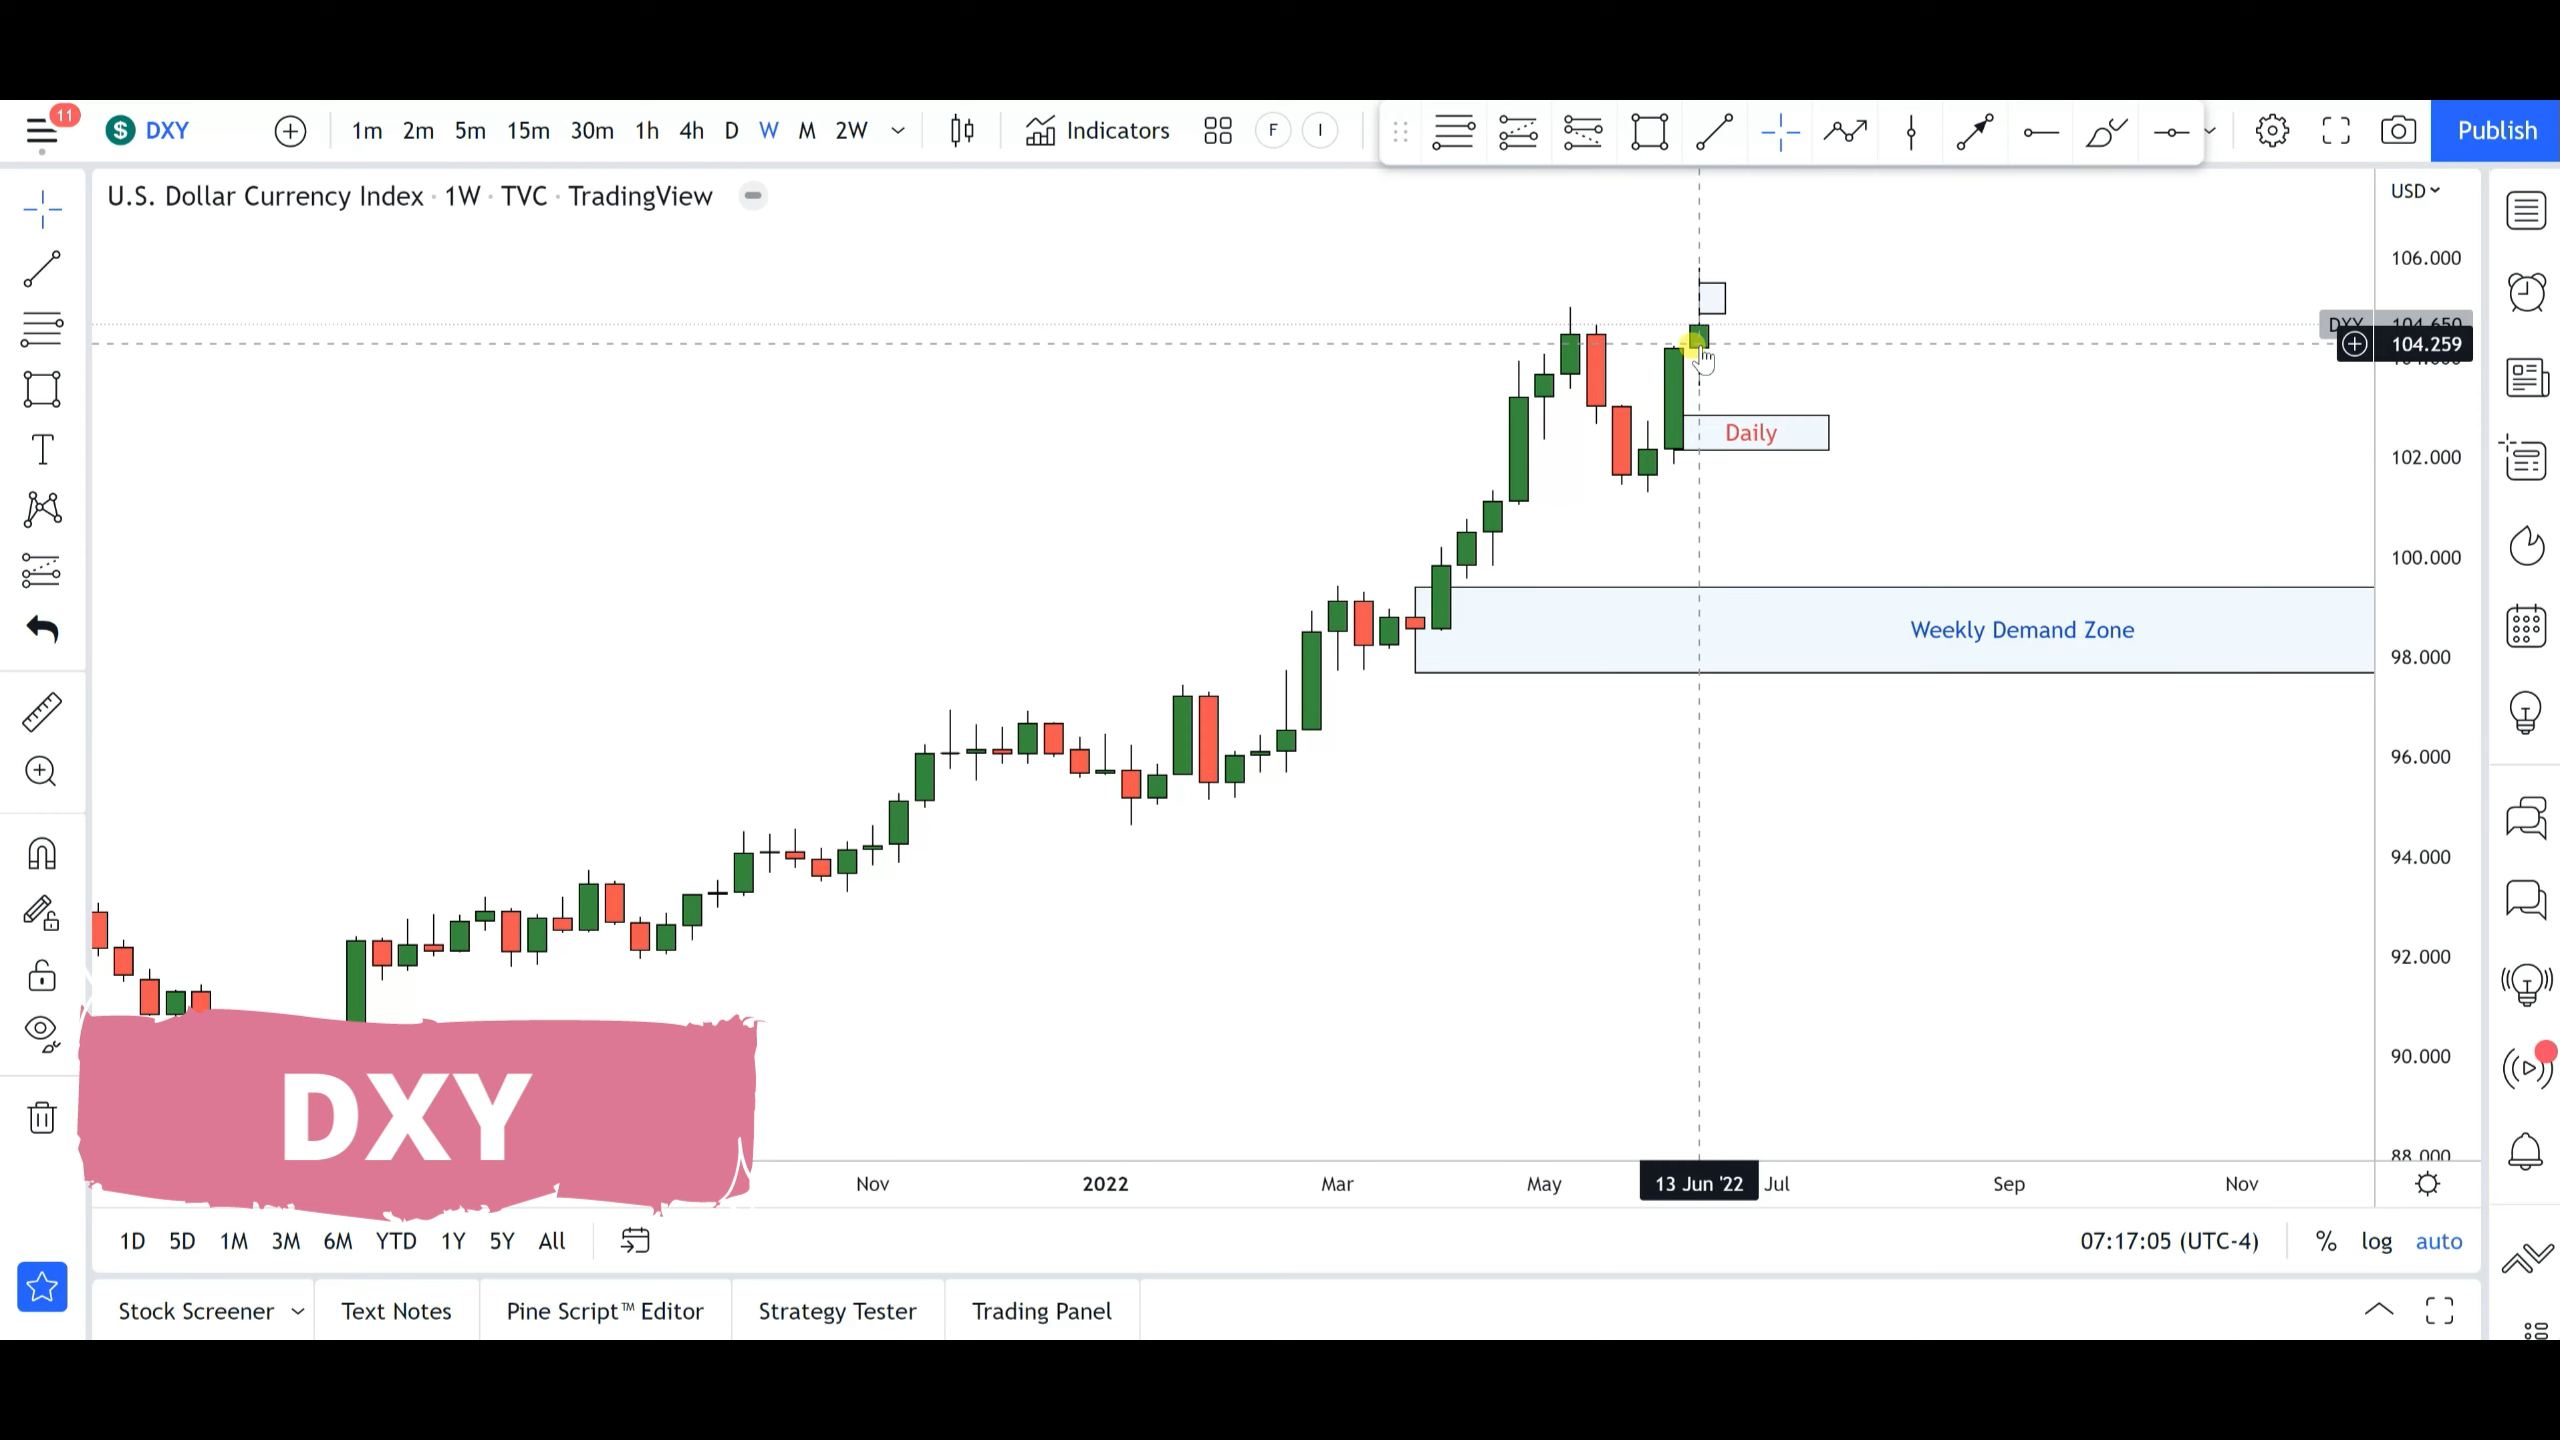 11
$ DXY 1m 2m 5m 15m 30m 1h 4h D W M 2W Indicators F I Publish
U.S. Dollar Currency Index · 1W · TVC · TradingView
USD
106.000
DXY 104.650
104.259
Daily
102.000
100.000
Weekly Demand Zone
98.000
96.000
94.000
92.000
90.000
88.000
DXY
Nov 2022 Mar May 13 Jun '22 Jul Sep Nov
1D 5D 1M 3M 6M YTD 1Y 5Y All 07:17:05 (UTC-4) % log auto
Stock Screener Text Notes Pine Script™ Editor Strategy Tester Trading Panel